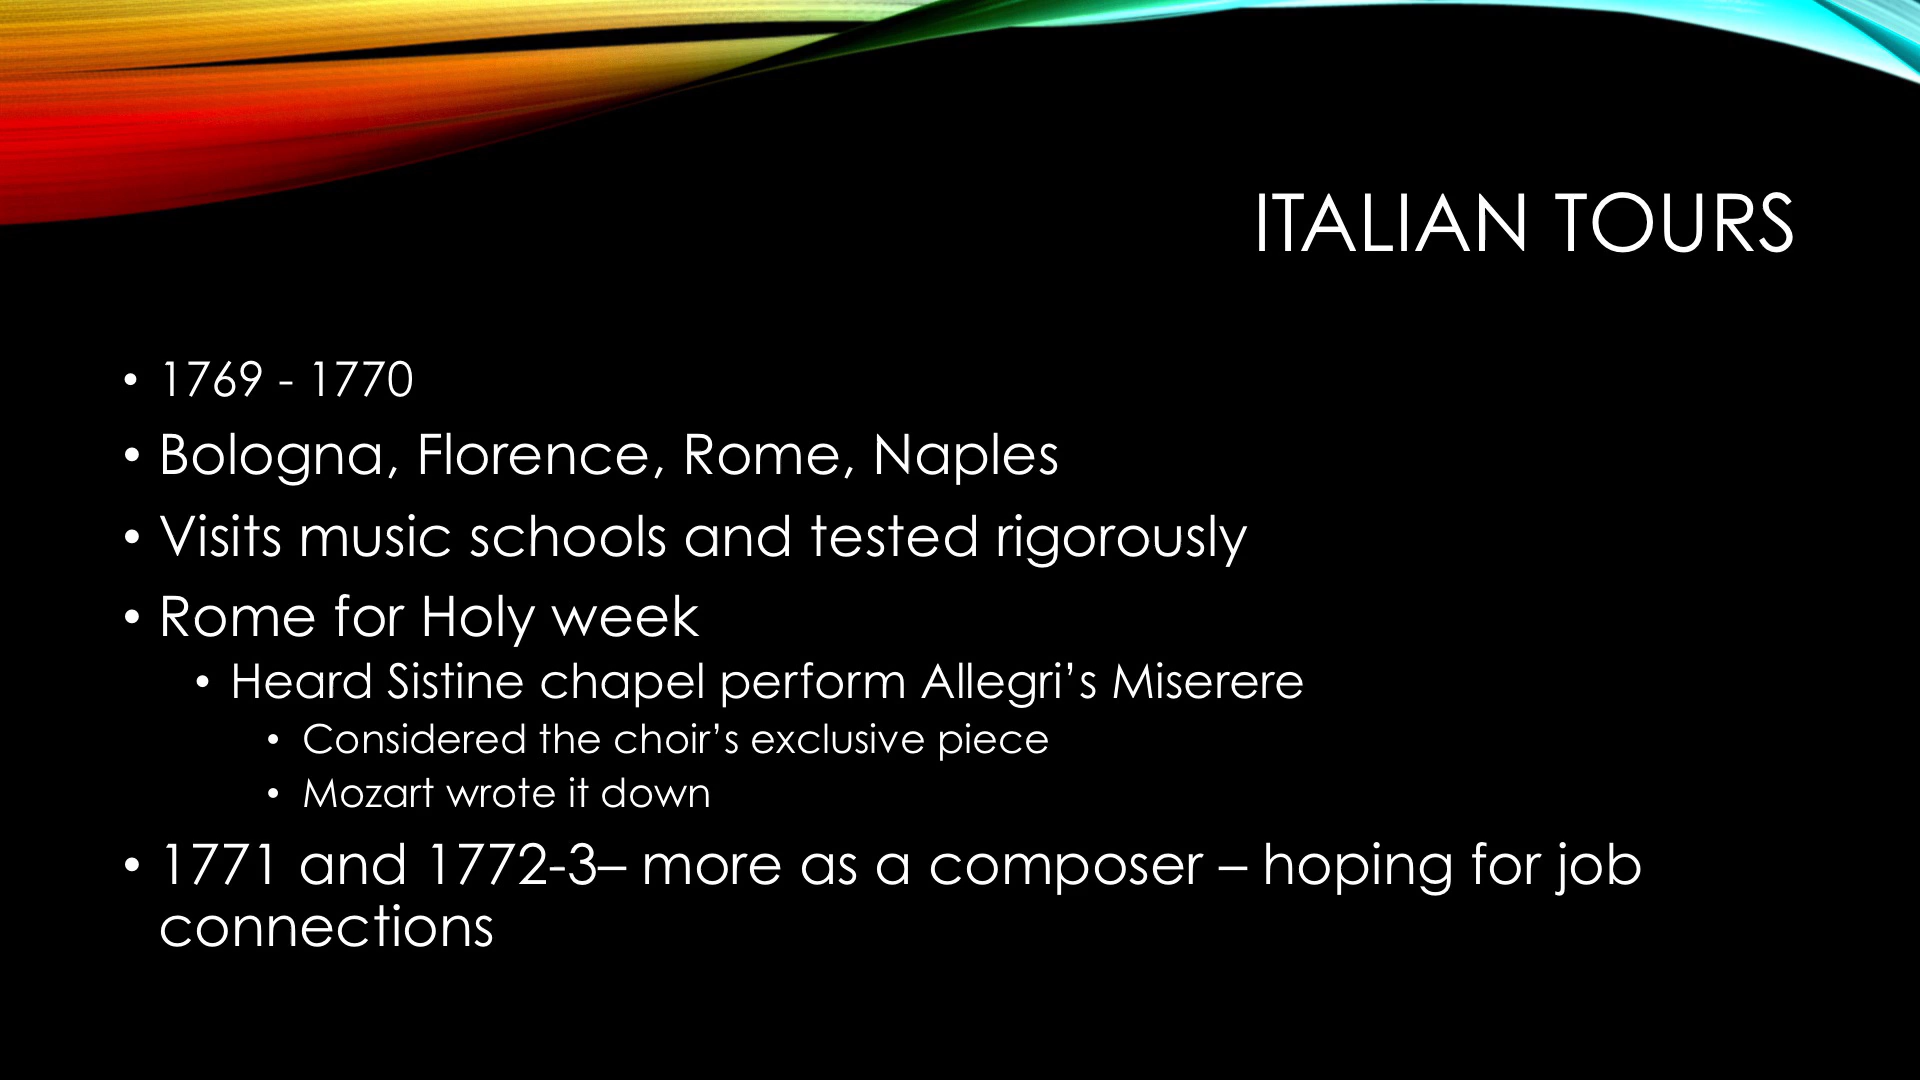 ITALIAN TOURS
• 1769 - 1770
• Bologna, Florence, Rome, Naples
• Visits music schools and tested rigorously
• Rome for Holy week
• Heard Sistine chapel perform Allegri’s Miserere
• Considered the choir’s exclusive piece
• Mozart wrote it down
• 1771 and 1772-3– more as a composer – hoping for job
connections